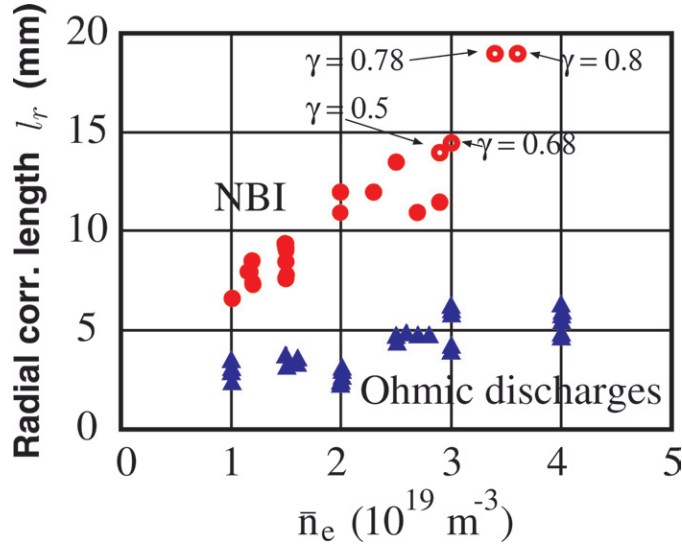 20
15
10
5
0
Radial corr. length l_r (mm)
γ = 0.78
γ = 0.8
γ = 0.5
γ = 0.68
NBI
Ohmic discharges
0 1 2 3 4 5
n̄_e (10^19 m^-3)